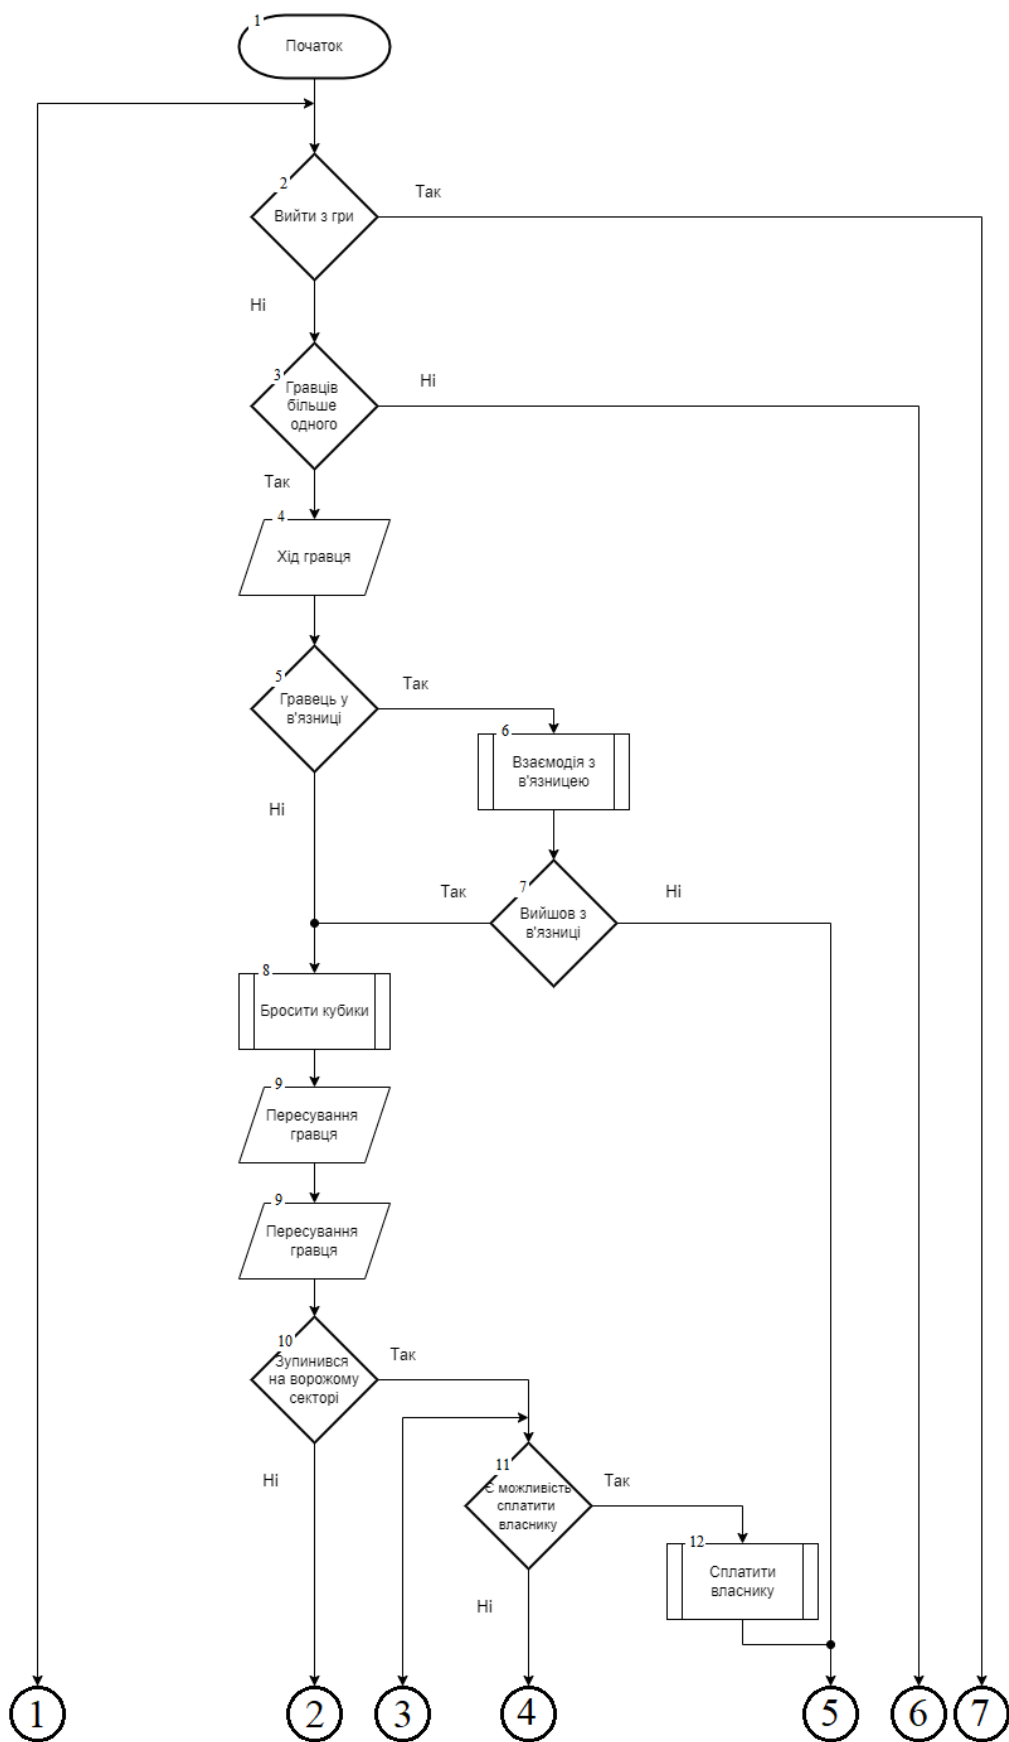 1
Початок
2
Так
Вийти з гри
Ні
3
Ні
Гравців
більше
одного
Так
4
Хід гравця
5
Так
Гравець у
в'язниці
6
Взаємодія з
в'язницею
Ні
7
Так
Ні
Вийшов з
в'язниці
8
Бросити кубики
9
Пересування
гравця
9
Пересування
гравця
10
Так
Зупинився
на ворожому
секторі
Ні
11
Так
Є можливість
сплатити
власнику
12
Сплатити
власнику
Ні
1
2
3
4
5
6
7